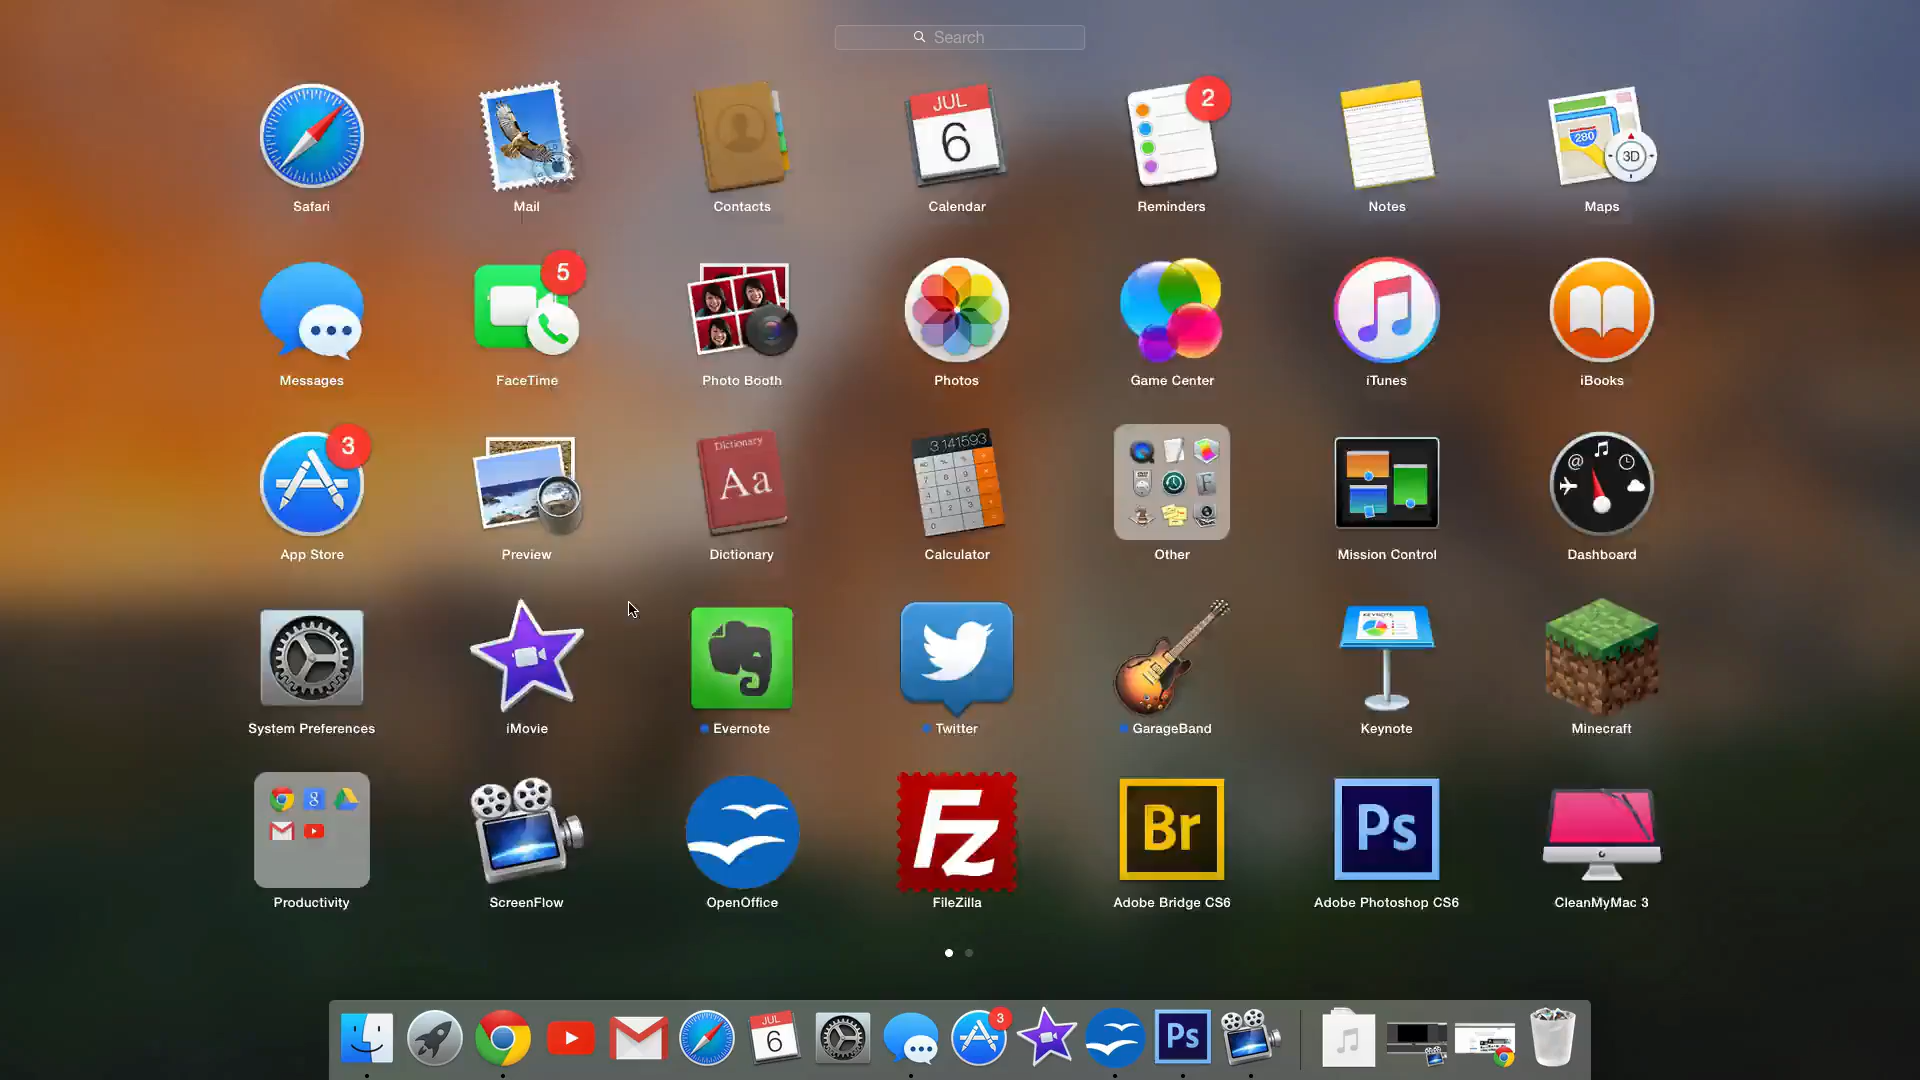 Search
JUL
6
2
280
3D
Safari
Mail
Contacts
Calendar
Reminders
Notes
Maps
5
Messages
FaceTime
Photo Booth
Photos
Game Center
iTunes
iBooks
3
Dictionary
Aa
3.141593
App Store
Preview
Dictionary
Calculator
Other
Mission Control
Dashboard
KEYNOTE
System Preferences
iMovie
Evernote
Twitter
GarageBand
Keynote
Minecraft
Fz
Br
Ps
Productivity
ScreenFlow
OpenOffice
FileZilla
Adobe Bridge CS6
Adobe Photoshop CS6
CleanMyMac 3
JUL
6
3
Ps